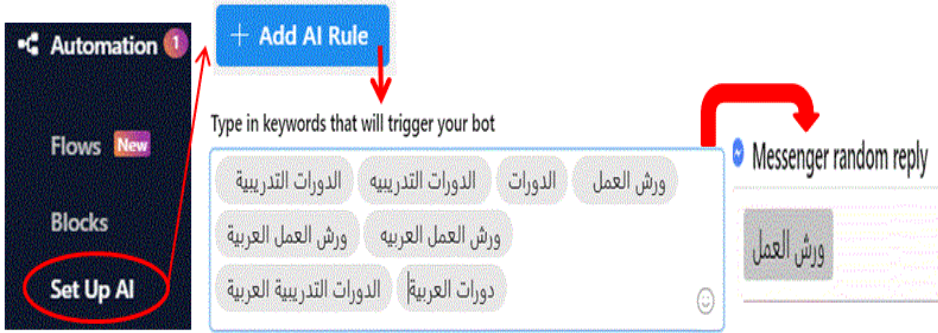 Automation 1
Flows New
Blocks
Set Up AI
+ Add AI Rule
Type in keywords that will trigger your bot
ورش العمل الدورات الدورات التدريبيه الدورات التدريبية
ورش العمل العربيه ورش العمل العربية
دورات العربية الدورات التدريبية العربية
Messenger random reply
ورش العمل